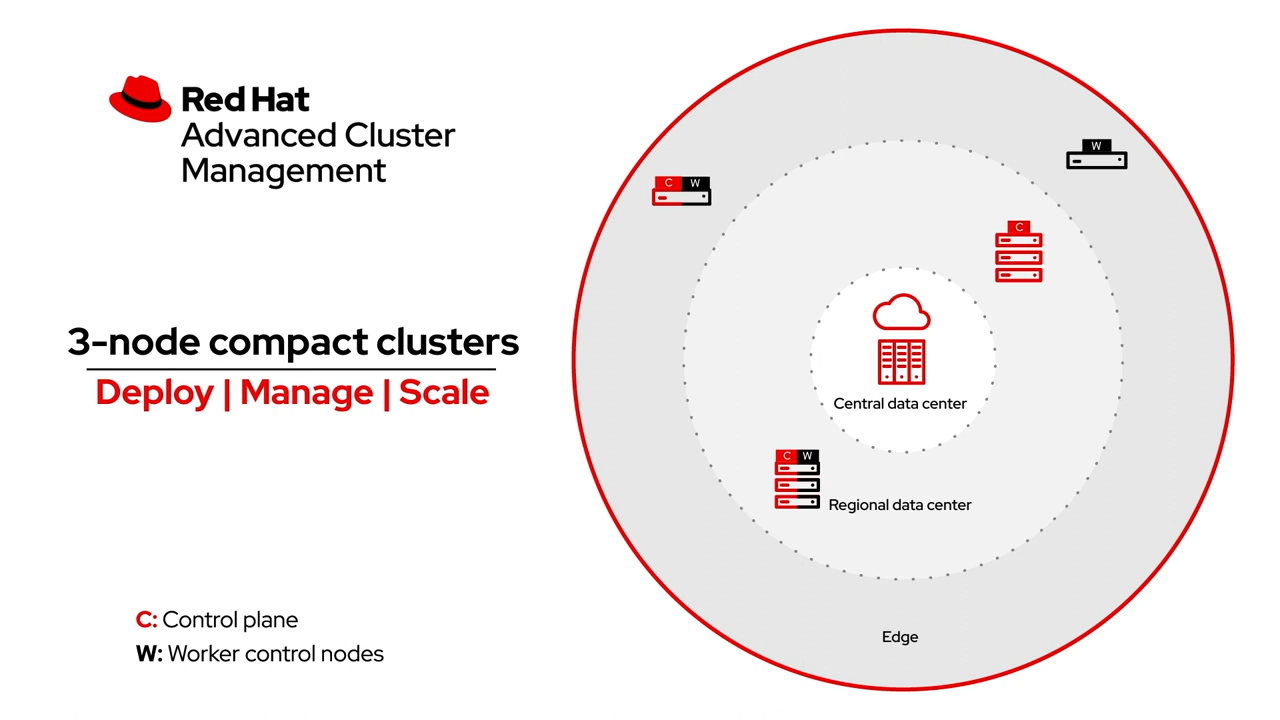 Red Hat
Advanced Cluster
Management
3-node compact clusters
Deploy | Manage | Scale
C: Control plane
W: Worker control nodes
C W
W
C
Central data center
C W
Regional data center
Edge